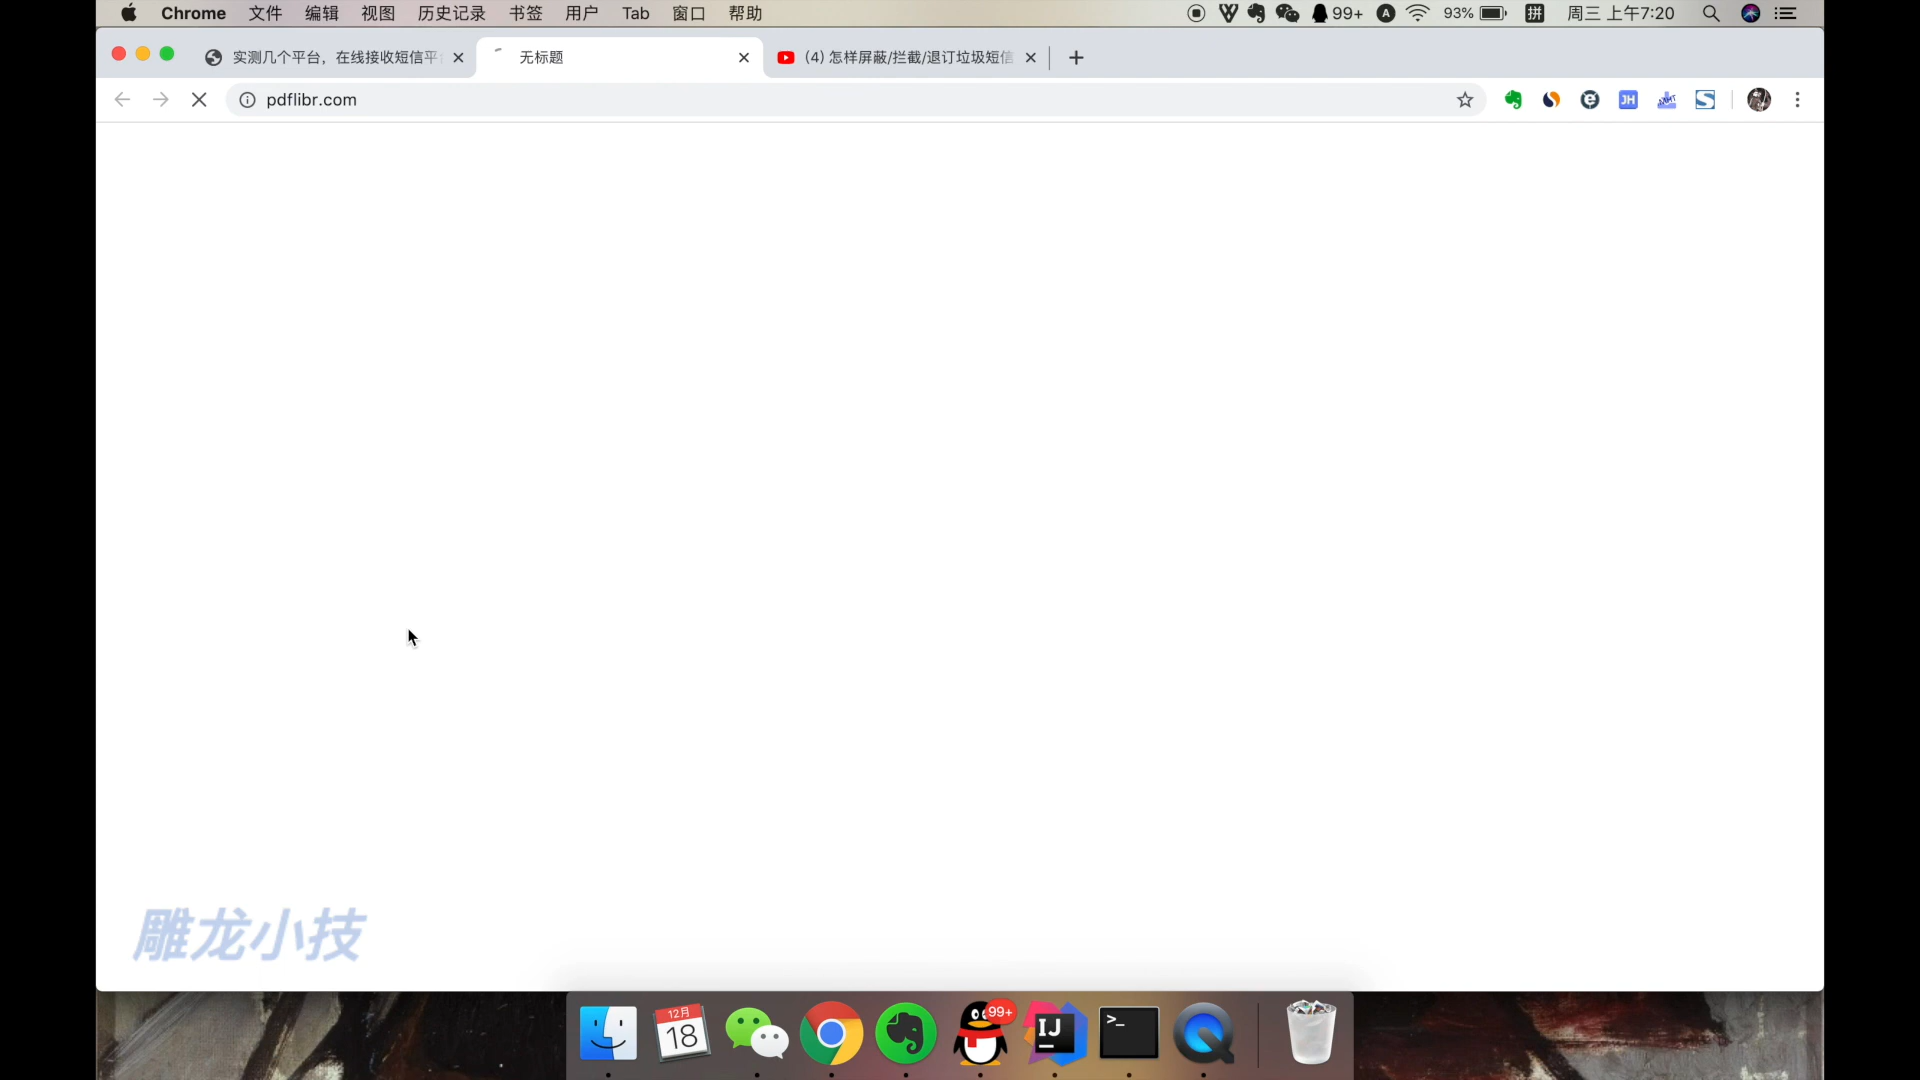 Chrome 文件 编辑 视图 历史记录 书签 用户 Tab 窗口 帮助 99+ A 93% 拼 周三 上午7:20
实测几个平台，在线接收短信平 无标题 (4) 怎样屏蔽/拦截/退订垃圾短信
pdflibr.com
JH
雕龙小技
12月
18
99+
IJ
>_